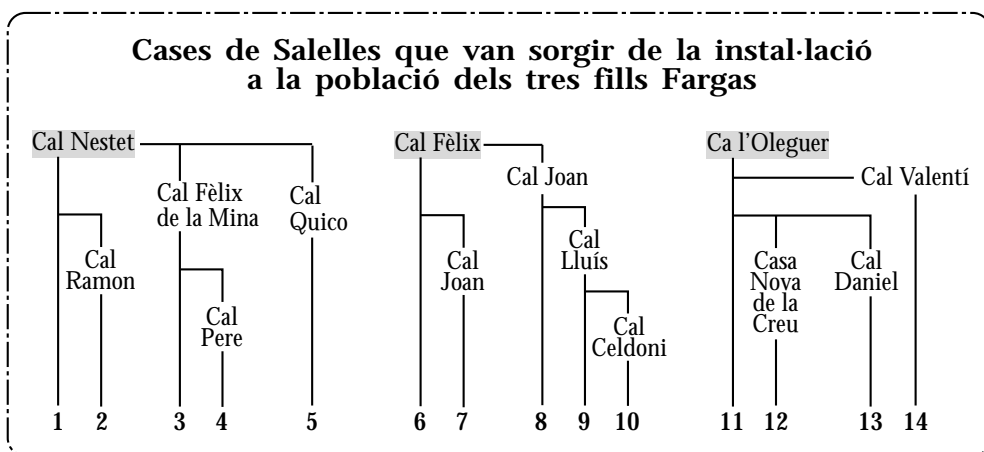 Cases de Salelles que van sorgir de la instal·lació
a la població dels tres fills Fargas
Cal Nestet
Cal Fèlix
de la Mina
Cal
Quico
Cal
Ramon
Cal
Pere
Cal Fèlix
Cal Joan
Cal
Joan
Cal
Lluís
Cal
Celdoni
Ca l'Oleguer
Cal Valentí
Casa
Nova
de la
Creu
Cal
Daniel
1 2 3 4 5 6 7 8 9 10 11 12 13 14